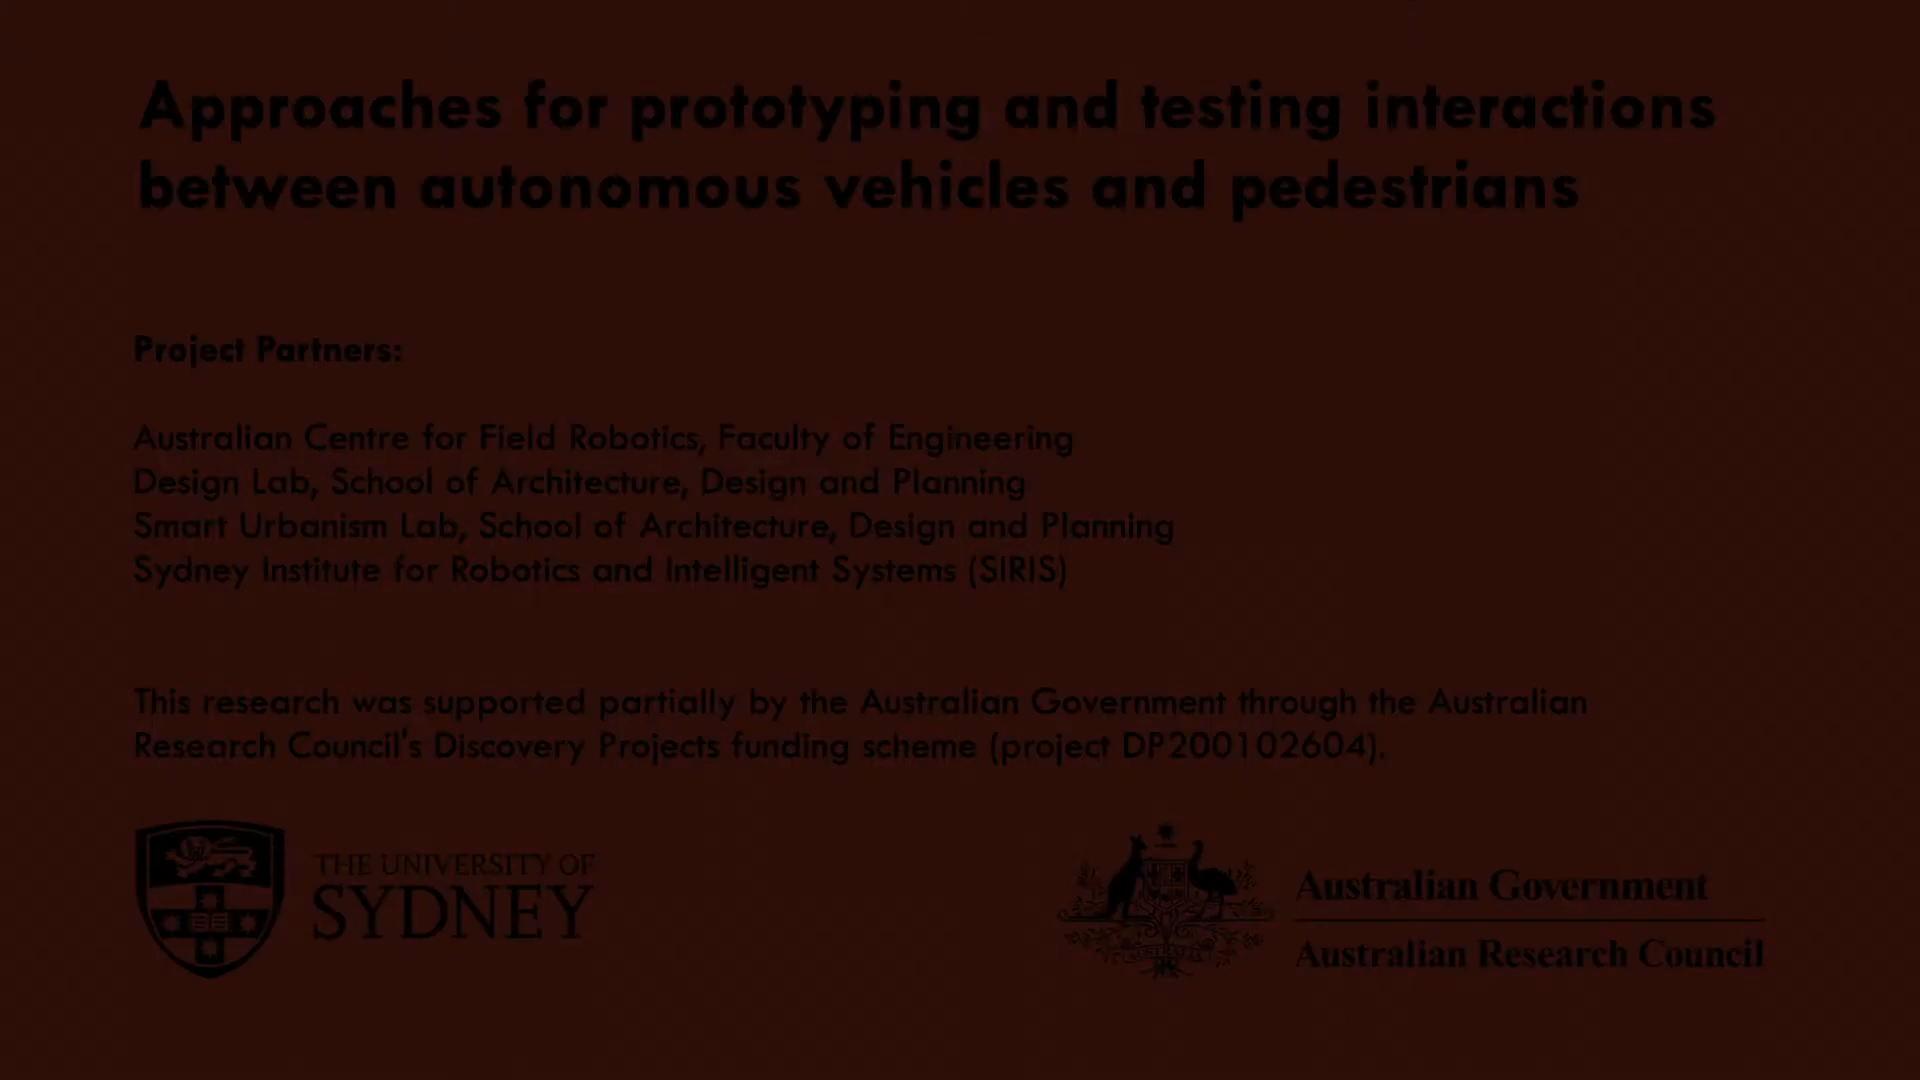 Approaches for prototyping and testing interactions
between autonomous vehicles and pedestrians
Project Partners:
Australian Centre for Field Robotics, Faculty of Engineering
Design Lab, School of Architecture, Design and Planning
Smart Urbanism Lab, School of Architecture, Design and Planning
Sydney Institute for Robotics and Intelligent Systems (SIRIS)
This research was supported partially by the Australian Government through the Australian
Research Council's Discovery Projects funding scheme (project DP200102604).
THE UNIVERSITY OF
SYDNEY
Australian Government
Australian Research Council